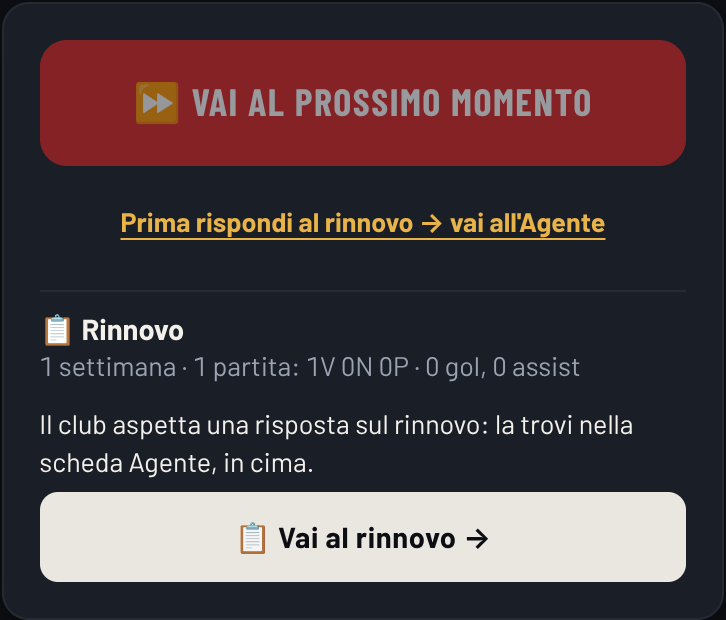 ⏩ VAI AL PROSSIMO MOMENTO
Prima rispondi al rinnovo → vai all'Agente
📋 Rinnovo
1 settimana · 1 partita: 1V 0N 0P · 0 gol, 0 assist
Il club aspetta una risposta sul rinnovo: la trovi nella
scheda Agente, in cima.
📋 Vai al rinnovo →